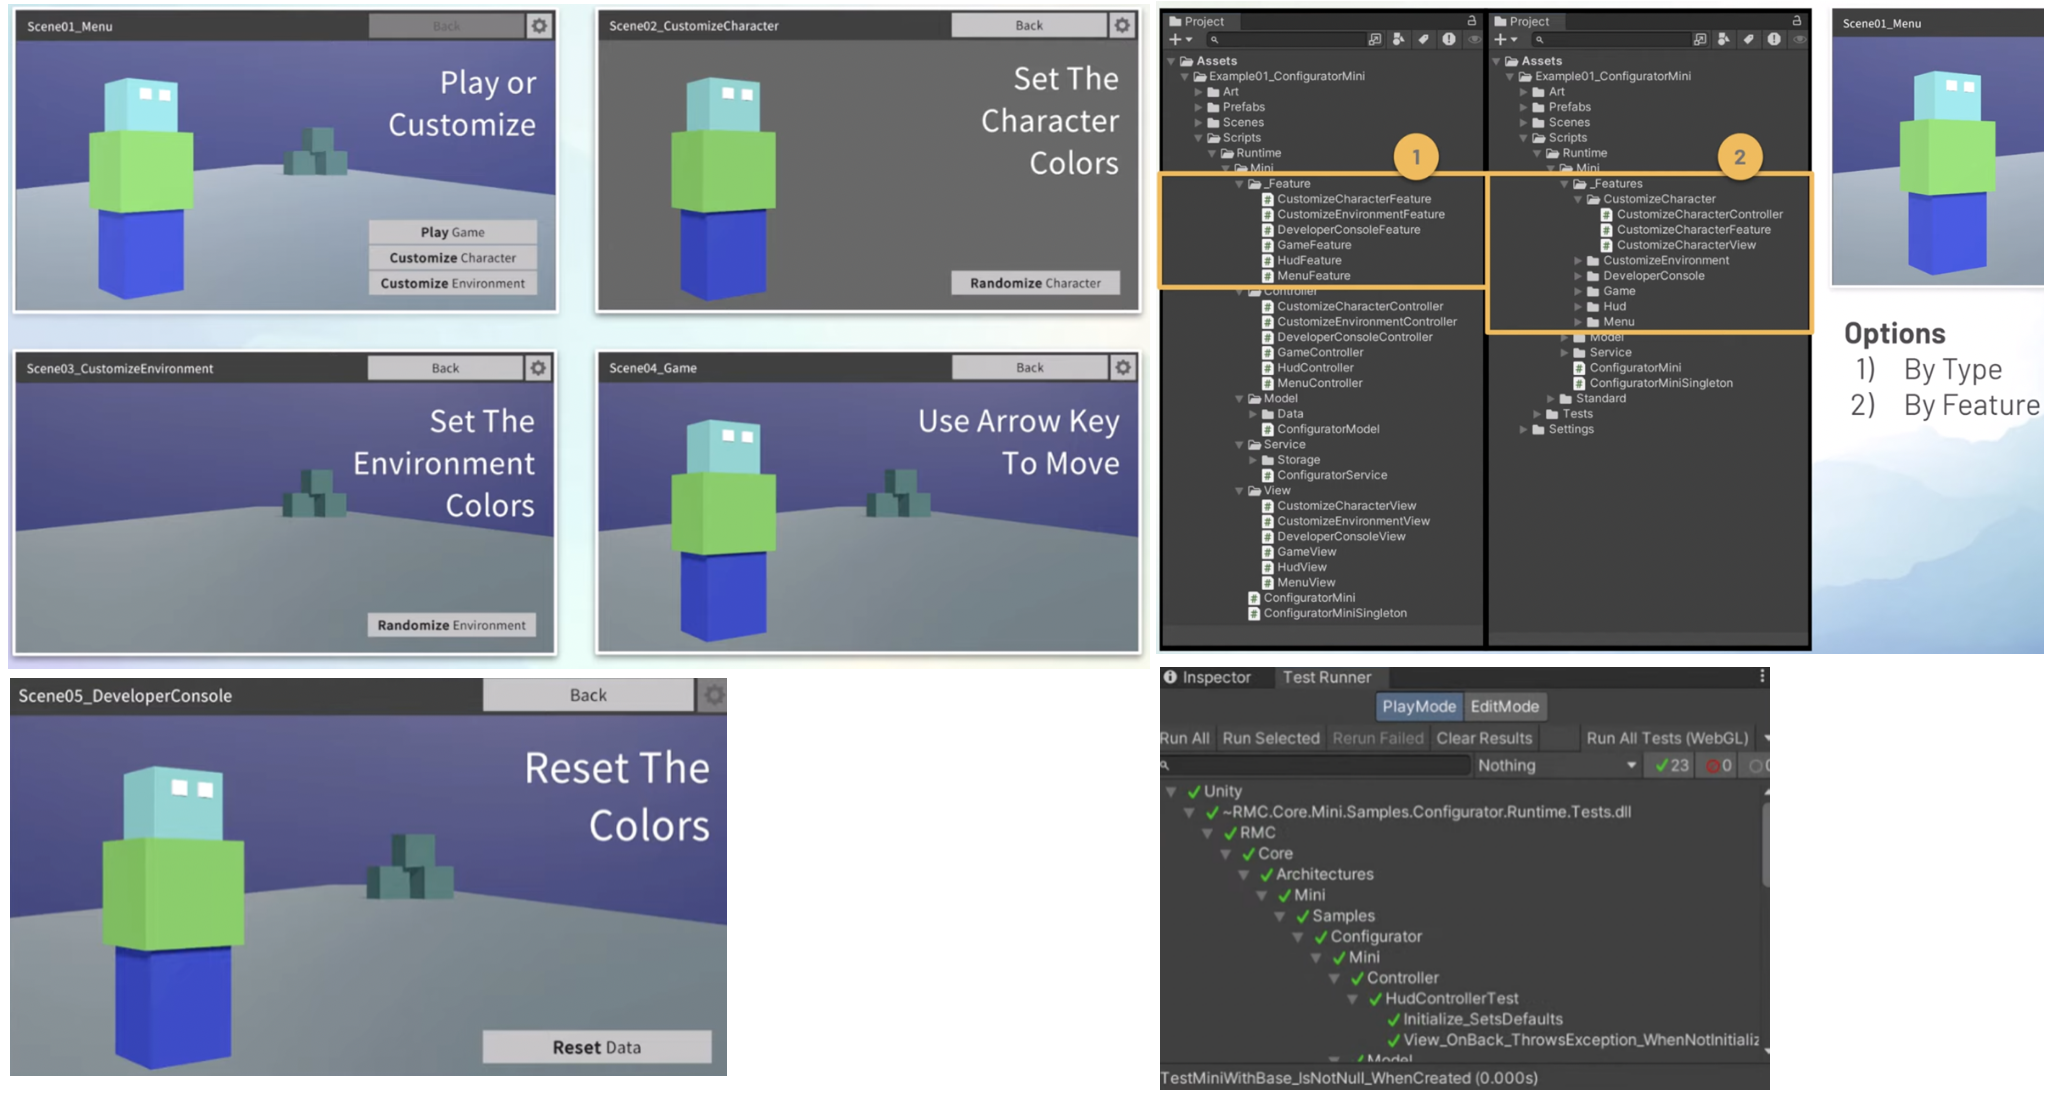 Scene01_Menu
Back
Play or
Customize
Play Game
Customize Character
Customize Environment
Scene02_CustomizeCharacter
Back
Set The
Character
Colors
Randomize Character
Scene03_CustomizeEnvironment
Back
Set The
Environment
Colors
Randomize Environment
Scene04_Game
Back
Use Arrow Key
To Move
Scene05_DeveloperConsole
Back
Reset The
Colors
Reset Data
Project
Assets
Example01_ConfiguratorMini
Art
Prefabs
Scenes
Scripts
Runtime
1
Mini
_Feature
CustomizeCharacterFeature
CustomizeEnvironmentFeature
DeveloperConsoleFeature
GameFeature
HudFeature
MenuFeature
Controller
CustomizeCharacterController
CustomizeEnvironmentController
DeveloperConsoleController
GameController
HudController
MenuController
Model
Data
ConfiguratorModel
Service
Storage
ConfiguratorService
View
CustomizeCharacterView
CustomizeEnvironmentView
DeveloperConsoleView
GameView
HudView
MenuView
ConfiguratorMini
ConfiguratorMiniSingleton
Project
Assets
Example01_ConfiguratorMini
Art
Prefabs
Scenes
Scripts
Runtime
2
Mini
_Features
CustomizeCharacter
CustomizeCharacterController
CustomizeCharacterFeature
CustomizeCharacterView
CustomizeEnvironment
DeveloperConsole
Game
Hud
Menu
Model
Service
ConfiguratorMini
ConfiguratorMiniSingleton
Standard
Tests
Settings
Scene01_Menu
Options
1) By Type
2) By Feature
Inspector Test Runner
PlayMode EditMode
Run All Run Selected Rerun Failed Clear Results Run All Tests (WebGL)
Nothing 23 0 0
Unity
~RMC.Core.Mini.Samples.Configurator.Runtime.Tests.dll
RMC
Core
Architectures
Mini
Samples
Configurator
Mini
Controller
HudControllerTest
Initialize_SetsDefaults
View_OnBack_ThrowsException_WhenNotInitializ
Model
TestMiniWithBase_IsNotNull_WhenCreated (0.000s)